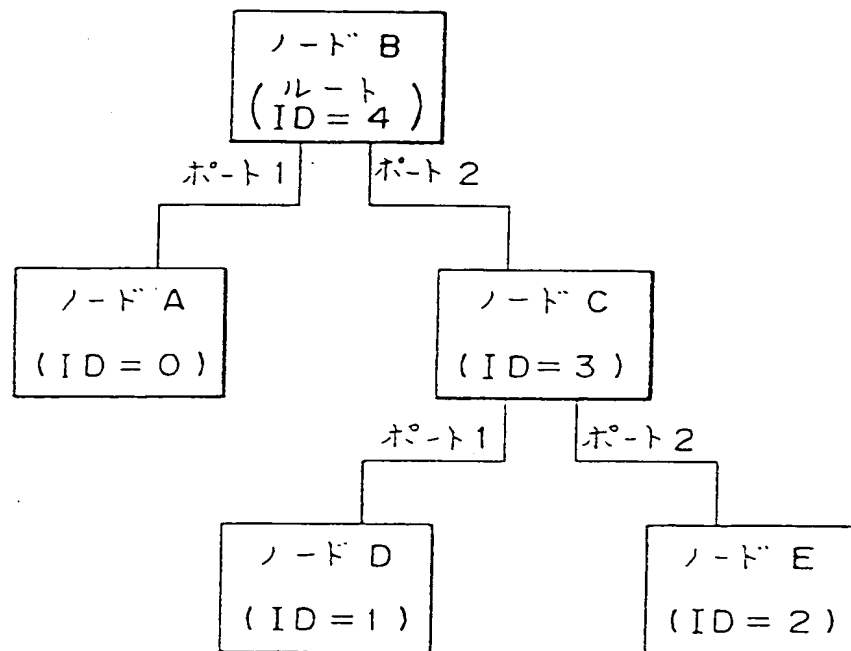 ノード B
(ルート
ID = 4)
ポート 1
ポート 2
ノード A
(ID = 0)
ノード C
(ID = 3)
ポート 1
ポート 2
ノード D
(ID = 1)
ノード E
(ID = 2)